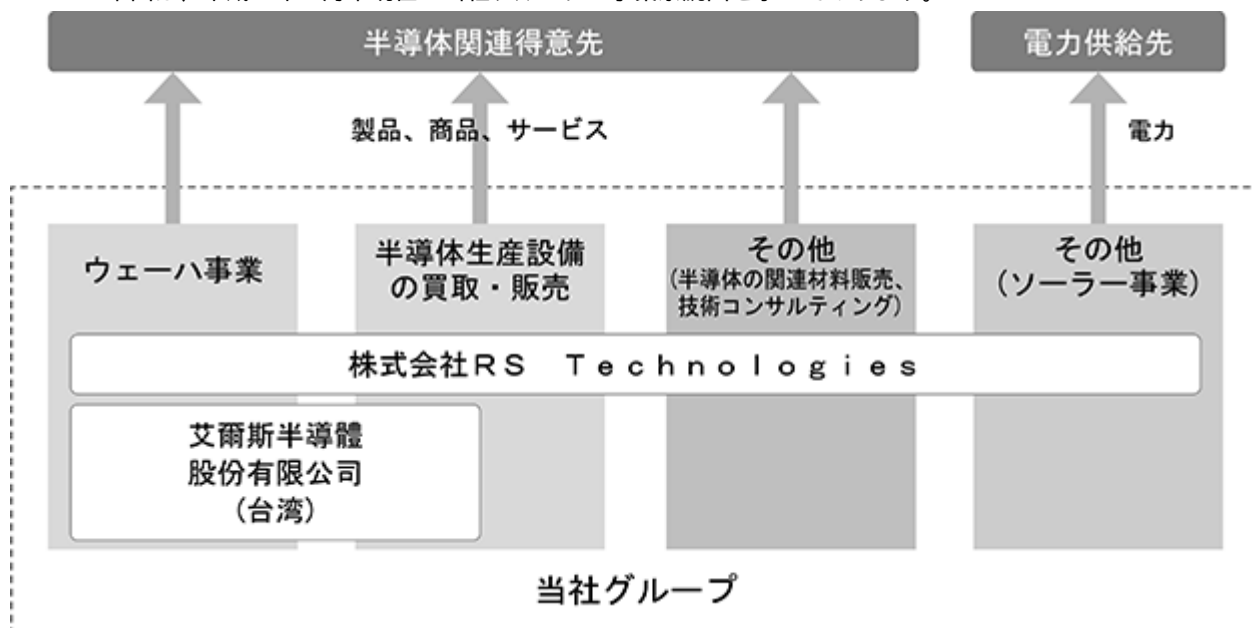 半導体関連得意先
電力供給先
製品、商品、サービス
電力
ウェーハ事業
半導体生産設備
の買取・販売
その他
(半導体の関連材料販売、
技術コンサルティング)
その他
(ソーラー事業)
株式会社RS Technologies
艾爾斯半導體
股份有限公司
(台湾)
当社グループ